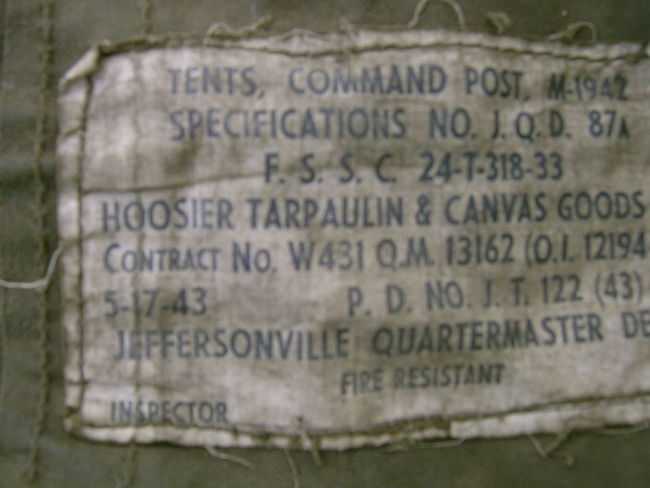 TENTS, COMMAND POST, M-1942
SPECIFICATIONS NO. J.Q.D. 87A
F. S. S. C 24-T-318-33
HOOSIER TARPAULIN & CANVAS GOODS
CONTRACT NO. W431 Q.M. 13162 (O.I. 12194
5-17-43 P. D. NO. J. T. 122 (43)
JEFFERSONVILLE QUARTERMASTER DE
FIRE RESISTANT
INSPECTOR